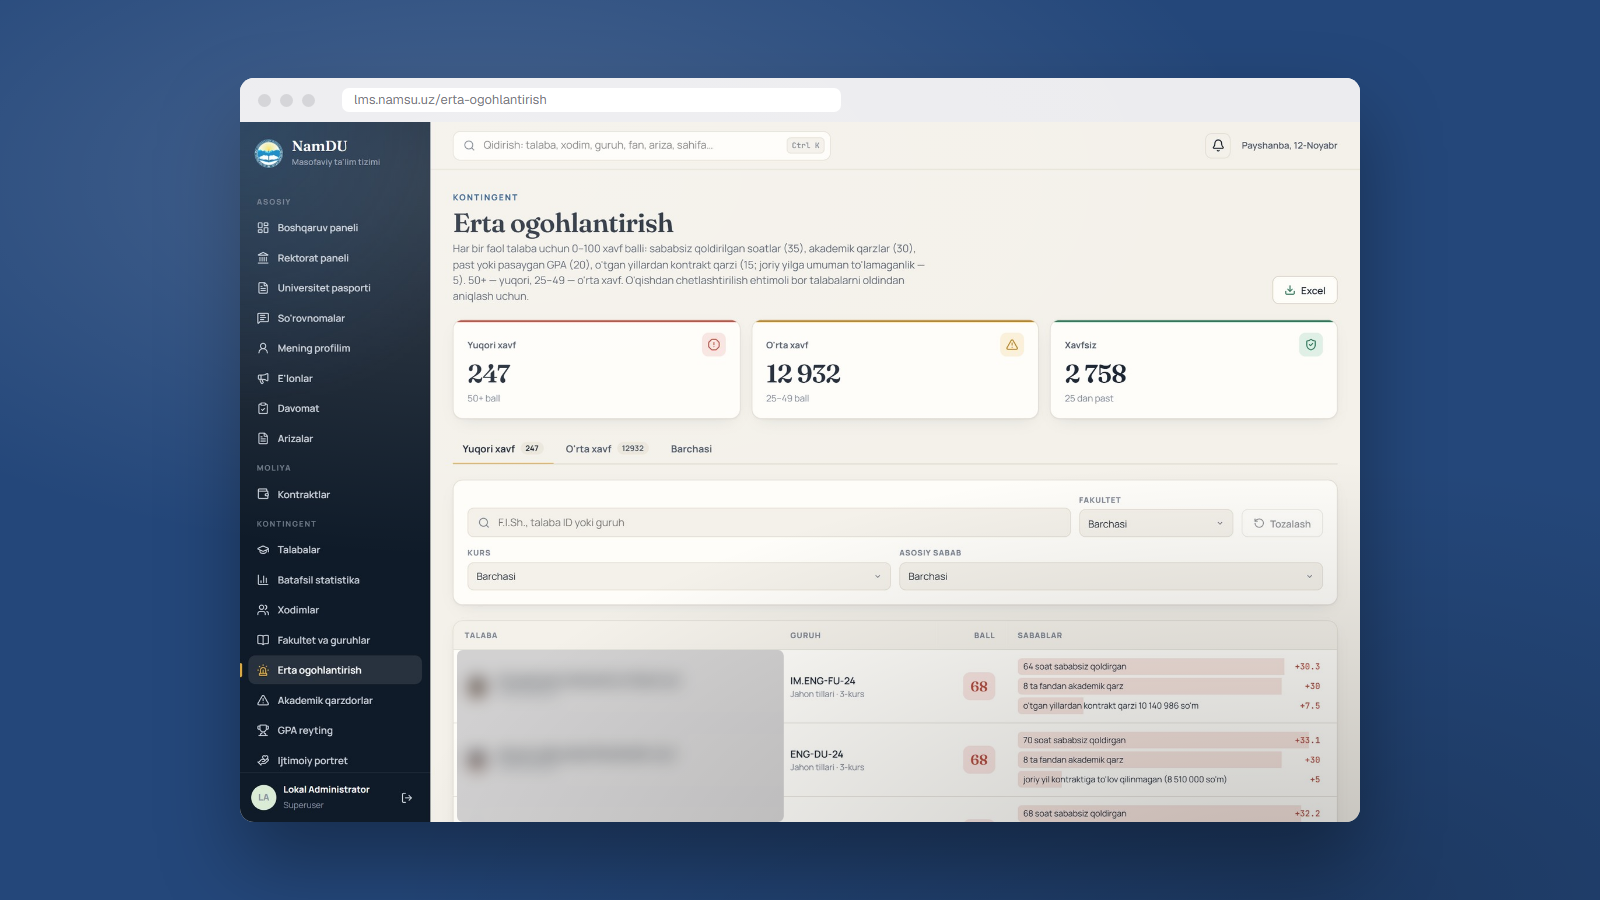 lms.namsu.uz/erta-ogohlantirish
NamDU
Masofaviy ta'lim tizimi
ASOSIY
Boshqaruv paneli
Rektorat paneli
Universitet pasporti
So'rovnomalar
Mening profilim
E'lonlar
Davomat
Arizalar
MOLIYA
Kontraktlar
KONTINGENT
Talabalar
Batafsil statistika
Xodimlar
Fakultet va guruhlar
Erta ogohlantirish
Akademik qarzdorlar
GPA reyting
Ijtimoiy portret
LA
Lokal Administrator
Superuser
Qidirish: talaba, xodim, guruh, fan, ariza, sahifa...
Ctrl K
Payshanba, 12-Noyabr
KONTINGENT
Erta ogohlantirish
Har bir faol talaba uchun 0–100 xavf balli: sababsiz qoldirilgan soatlar (35), akademik qarzlar (30),
past yoki pasaygan GPA (20), o'tgan yillardan kontrakt qarzi (15; joriy yilga umuman to'lamaganlik —
5). 50+ — yuqori, 25–49 — o'rta xavf. O'qishdan chetlashtirilish ehtimoli bor talabalarni oldindan
aniqlash uchun.
Excel
Yuqori xavf
247
50+ ball
O'rta xavf
12 932
25–49 ball
Xavfsiz
2 758
25 dan past
Yuqori xavf 247
O'rta xavf 12932
Barchasi
F.I.Sh., talaba ID yoki guruh
FAKULTET
Barchasi
Tozalash
KURS
Barchasi
ASOSIY SABAB
Barchasi
TALABA GURUH BALL SABABLAR
IM.ENG-FU-24
Jahon tillari · 3-kurs
68
64 soat sababsiz qoldirgan +30.3
8 ta fandan akademik qarz +30
o'tgan yillardan kontrakt qarzi 10 140 986 so'm +7.5
ENG-DU-24
Jahon tillari · 3-kurs
68
70 soat sababsiz qoldirgan +33.1
8 ta fandan akademik qarz +30
joriy yil kontraktiga to'lov qilinmagan (8 510 000 so'm) +5
68 soat sababsiz qoldirgan +32.2